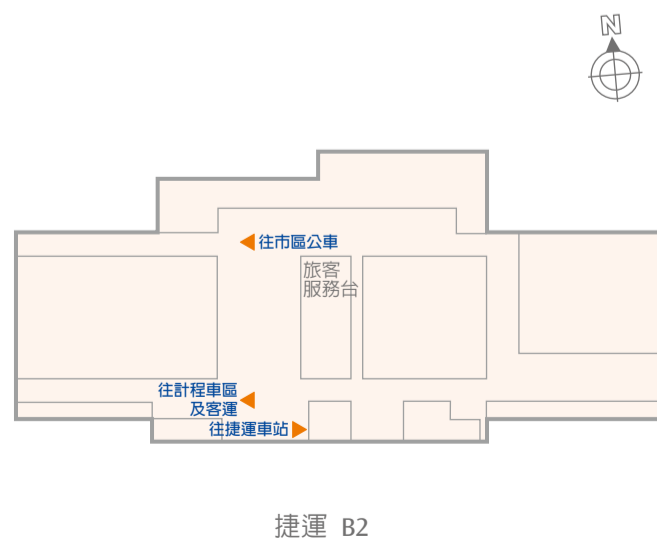 N
往市區公車
旅客
服務台
往計程車區
及客運
往捷運車站
捷運 B2